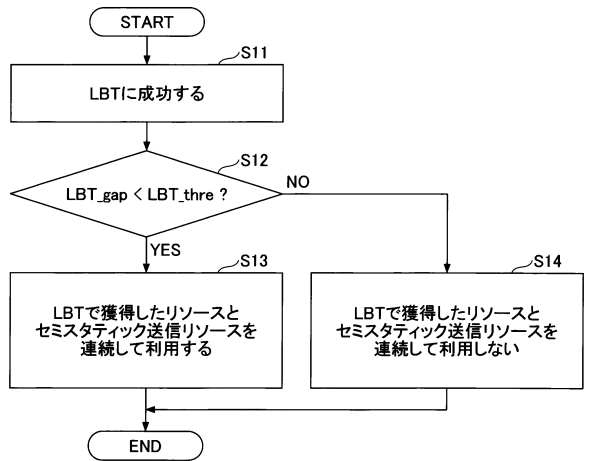 START
S11
LBTに成功する
S12
LBT_gap < LBT_thre ?
NO
YES
S13
LBTで獲得したリソースと
セミスタティック送信リソースを
連続して利用する
S14
LBTで獲得したリソースと
セミスタティック送信リソースを
連続して利用しない
END